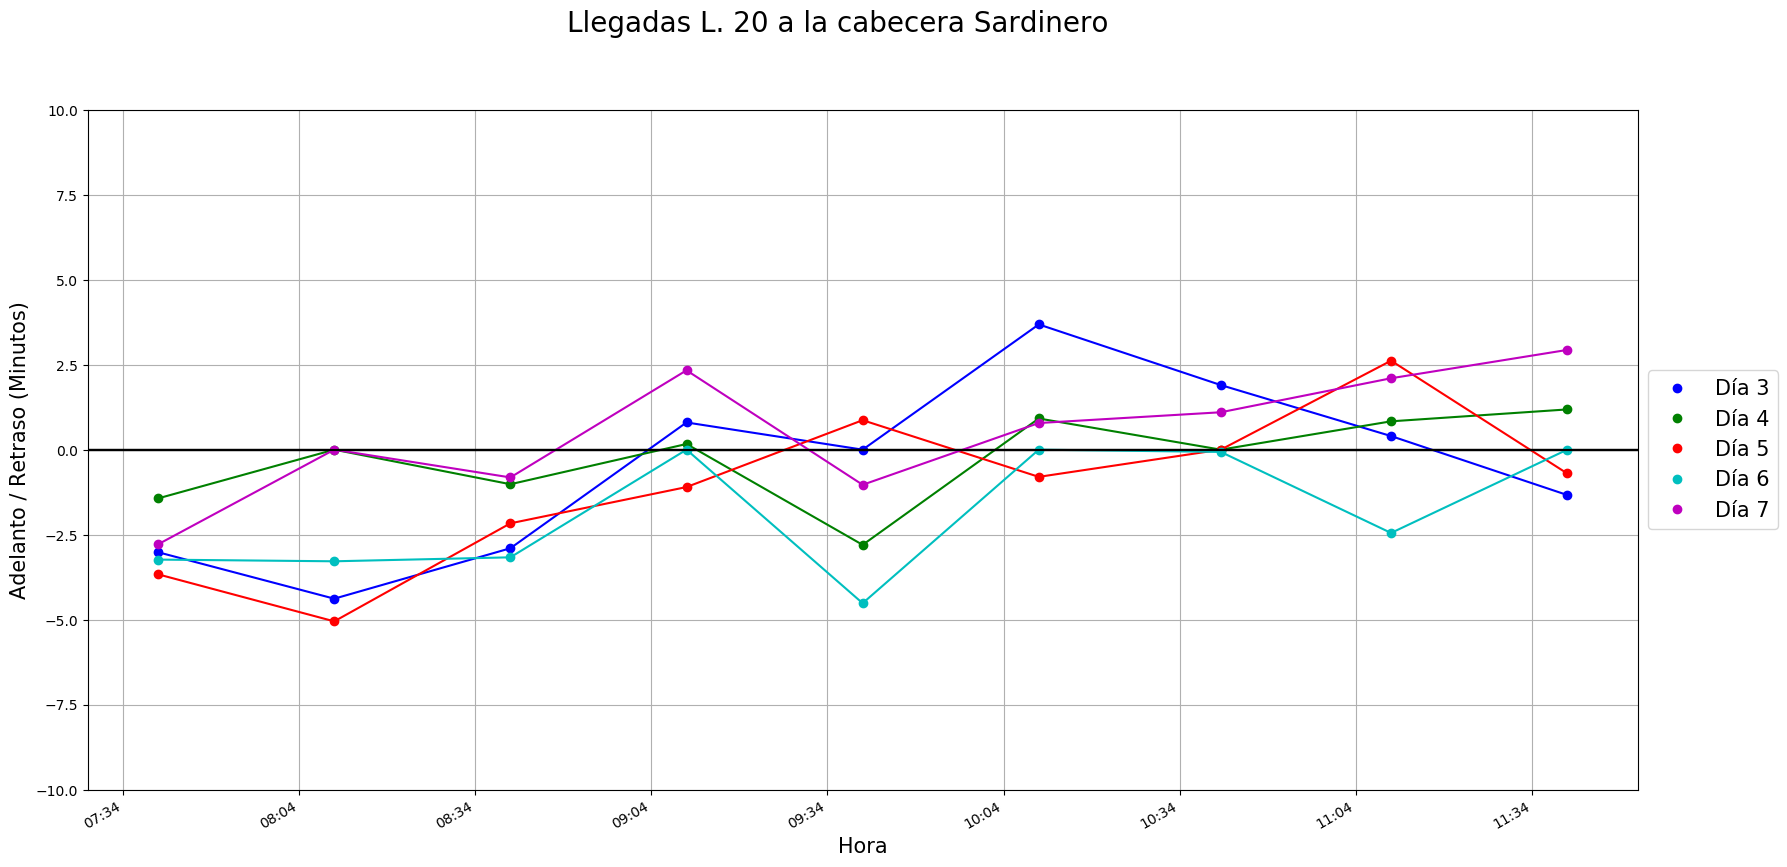 Llegadas L. 20 a la cabecera Sardinero
Adelanto / Retraso (Minutos)
10.0
7.5
5.0
2.5
0.0
−2.5
−5.0
−7.5
−10.0
07:34
08:04
08:34
09:04
09:34
10:04
10:34
11:04
11:34
Hora
Día 3
Día 4
Día 5
Día 6
Día 7